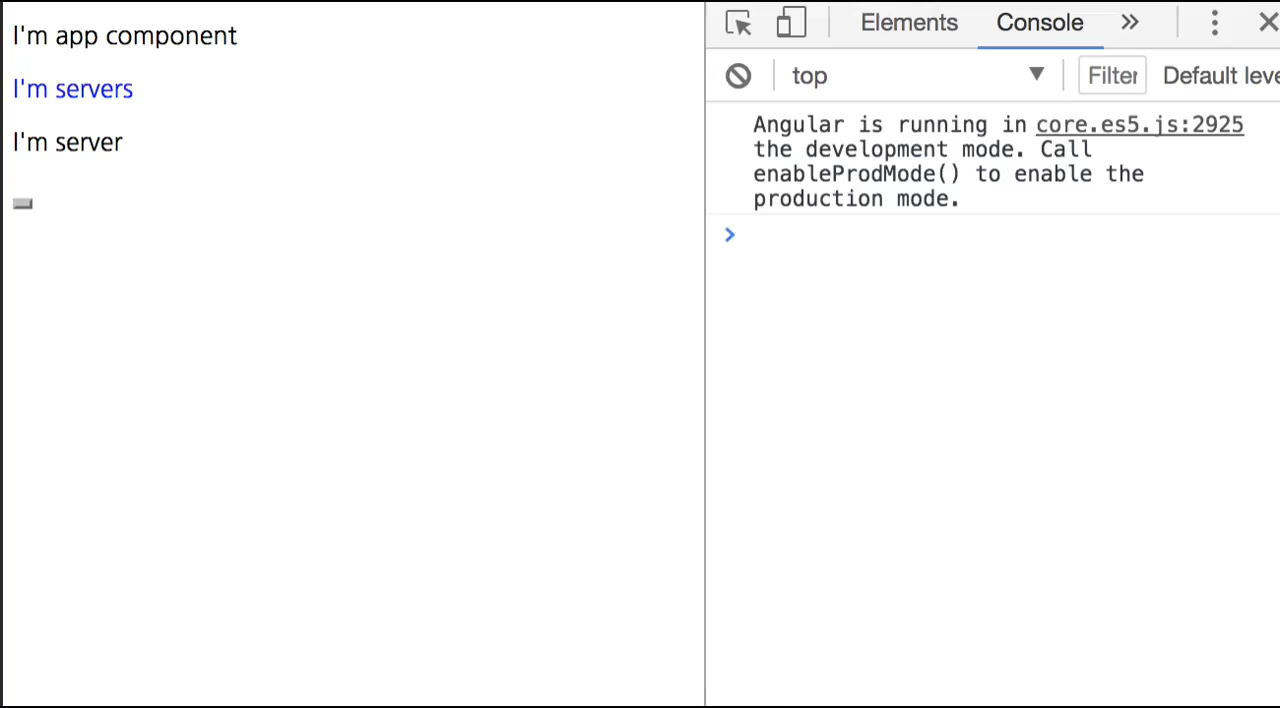 I'm app component
I'm servers
I'm server
Elements Console
top Filter Default leve
Angular is running in core.es5.js:2925
the development mode. Call
enableProdMode() to enable the
production mode.